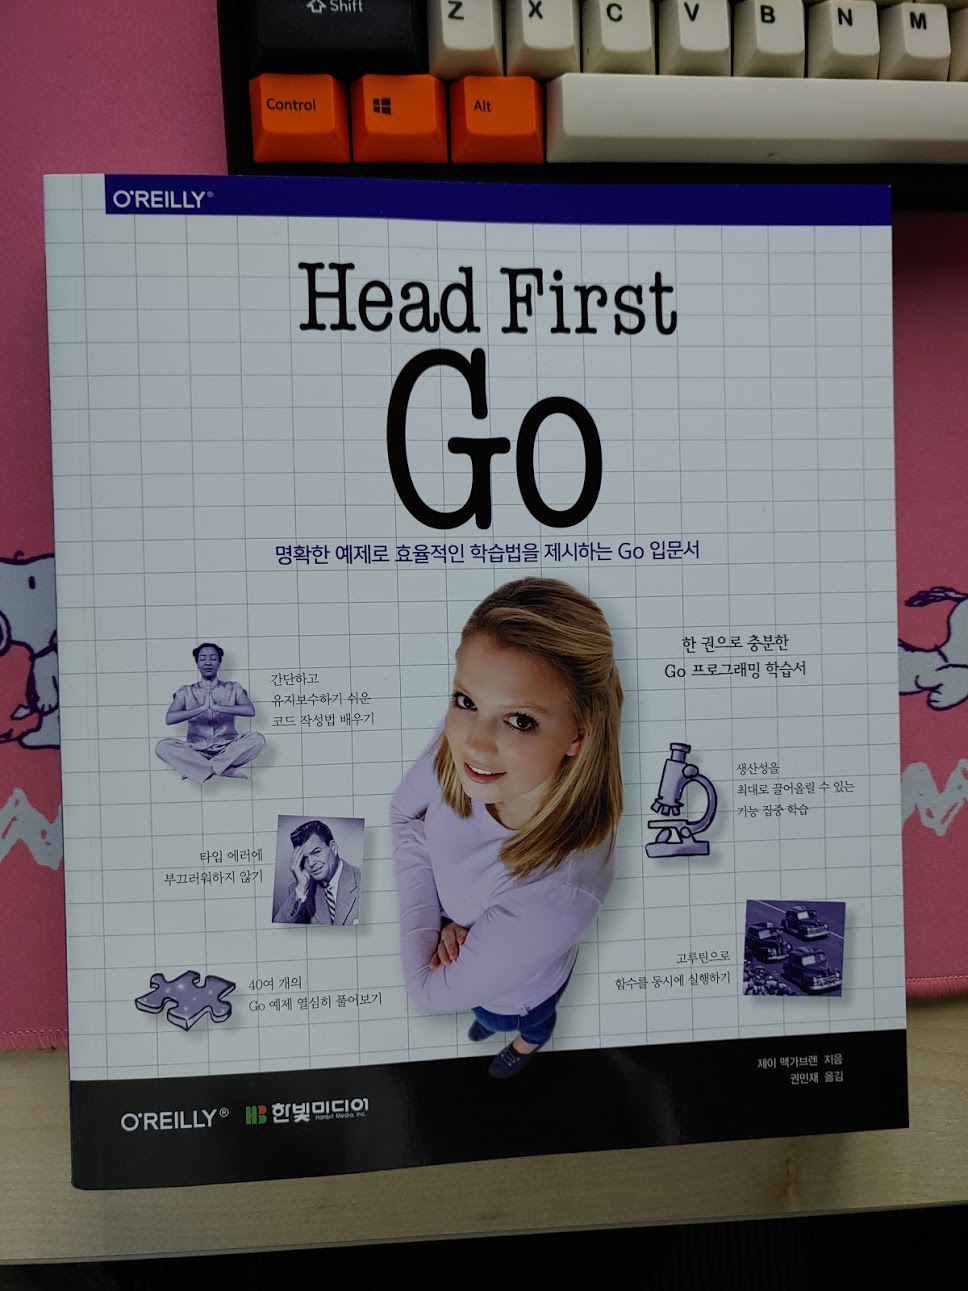 Shift
Z X C V B N M
Control
Alt
O'REILLY®
Head First
Go
명확한 예제로 효율적인 학습법을 제시하는 Go 입문서
한 권으로 충분한
Go 프로그래밍 학습서
간단하고
유지보수하기 쉬운
코드 작성법 배우기
생산성을
최대로 끌어올릴 수 있는
기능 집중 학습
타입 에러에
부끄러워하지 않기
고루틴으로
함수를 동시에 실행하기
40여 개의
Go 예제 열심히 풀어보기
제이 맥가브렌 지음
권민재 옮김
O'REILLY®
HB 한빛미디어
Hanbit Media, Inc.